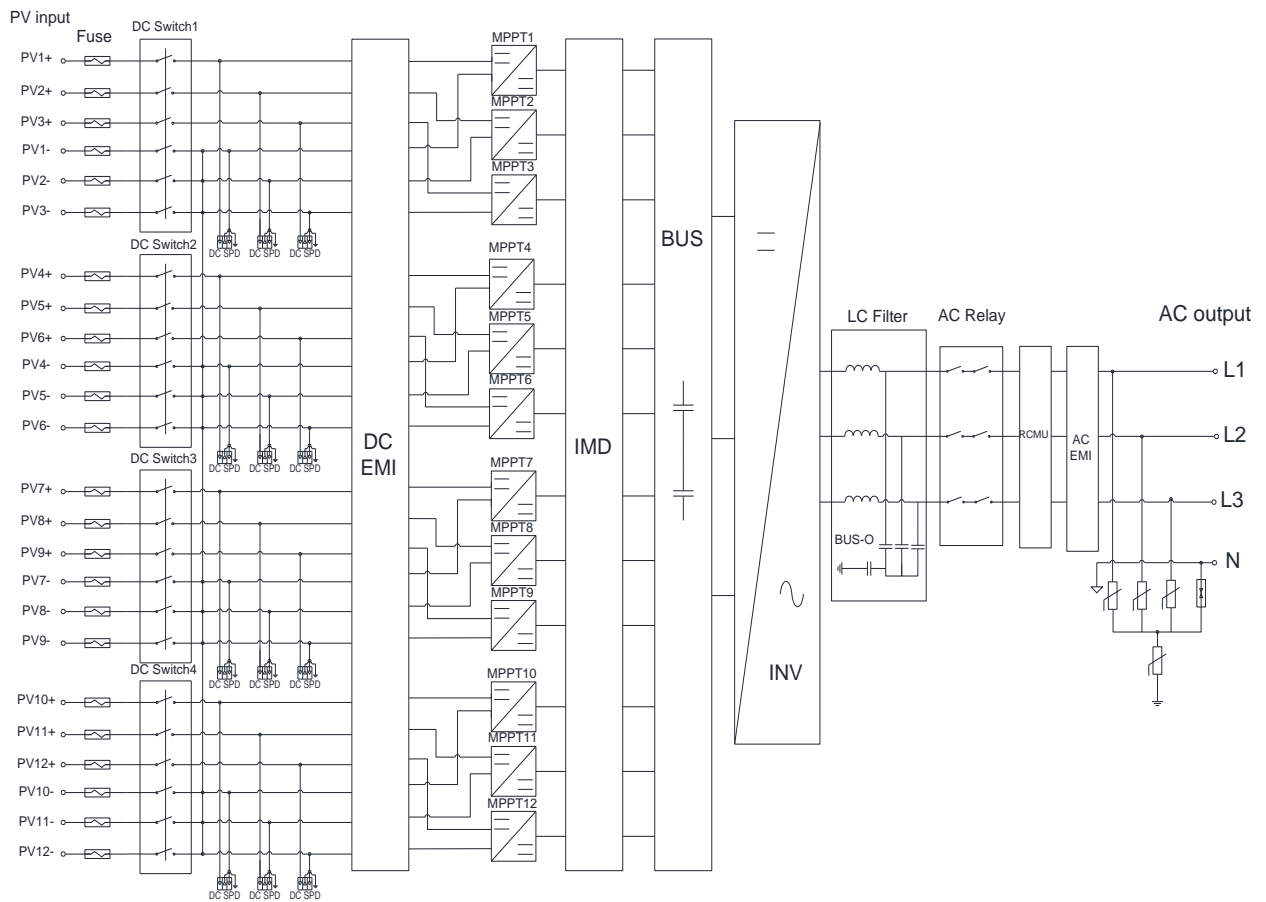 PV input
Fuse
DC Switch1
PV1+
PV2+
PV3+
PV1-
PV2-
PV3-
DC SPD DC SPD DC SPD
DC Switch2
PV4+
PV5+
PV6+
PV4-
PV5-
PV6-
DC SPD DC SPD DC SPD
DC Switch3
PV7+
PV8+
PV9+
PV7-
PV8-
PV9-
DC SPD DC SPD DC SPD
DC Switch4
PV10+
PV11+
PV12+
PV10-
PV11-
PV12-
DC SPD DC SPD DC SPD
DC
EMI
MPPT1
MPPT2
MPPT3
MPPT4
MPPT5
MPPT6
MPPT7
MPPT8
MPPT9
MPPT10
MPPT11
MPPT12
IMD
BUS
INV
LC Filter
BUS-O
AC Relay
RCMU
AC
EMI
AC output
L1
L2
L3
N